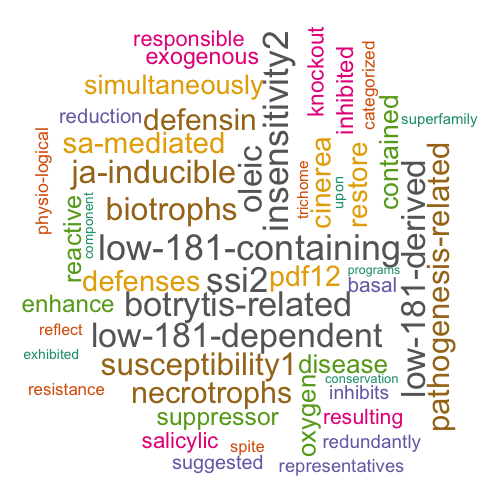 responsible
exogenous
simultaneously
reduction
defensin
sa-mediated
ja-inducible
biotrophs
oleic
insensitivity2
knockout
inhibited
categorized
superfamily
contained
restore
cinerea
trichome
upon
physio-logical
reactive
component
low-181-containing
low-181-derived
pathogenesis-related
defenses
ssi2
pdf12
programs
basal
enhance
botrytis-related
reflect
low-181-dependent
exhibited
susceptibility1
disease
resistance
necrotrophs
conservation
inhibits
oxygen
suppressor
resulting
salicylic
spite
redundantly
suggested
representatives